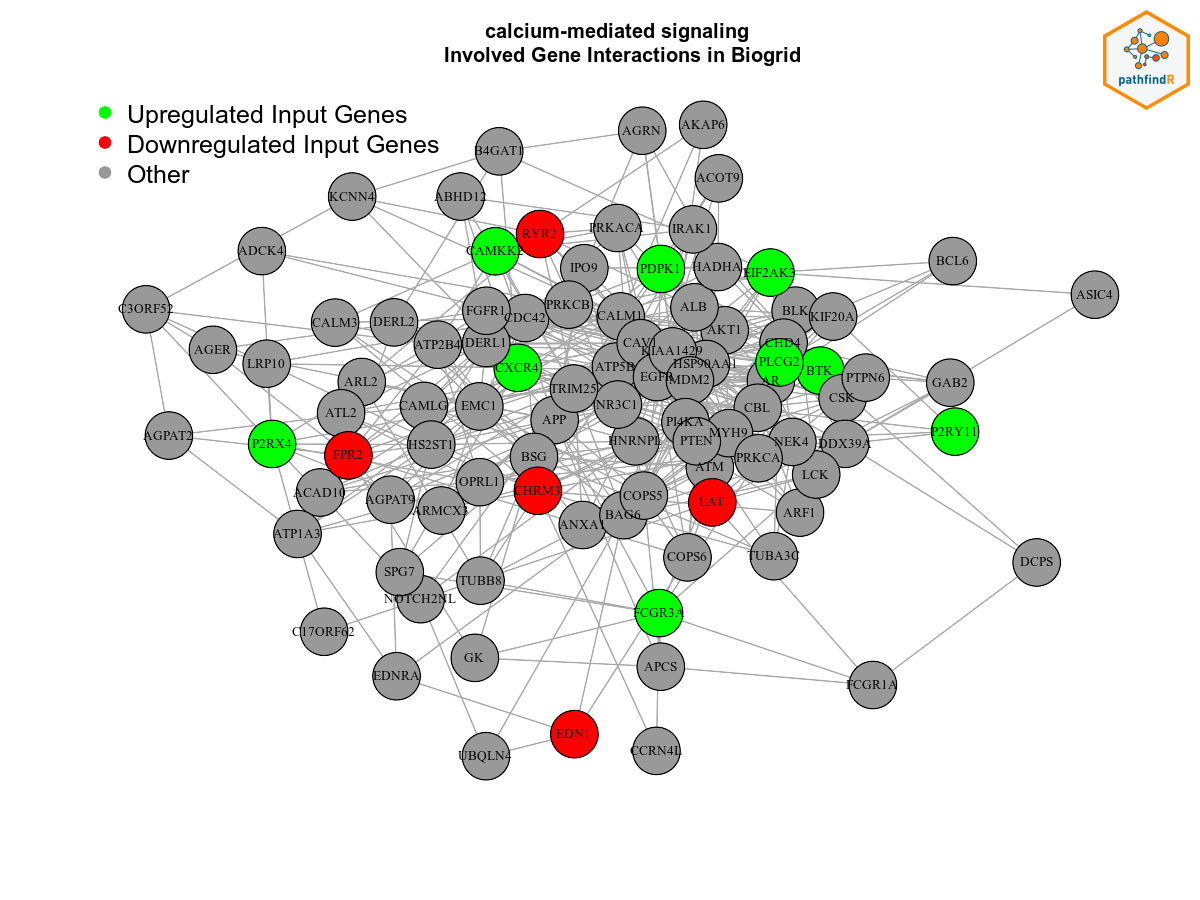 calcium-mediated signaling
Involved Gene Interactions in Biogrid
pathfindR
Upregulated Input Genes
Downregulated Input Genes
Other
AGRN
AKAP6
B4GAT1
ACOT9
KCNN4
ABHD12
RYR2
PRKACA
IRAK1
ADCK4
CAMKK2
IPO9
PDPK1
HADHA
EIF2AK3
BCL6
ASIC4
C3ORF52
CALM3
DERL2
FGFR1
CDC42
PRKCB
CALM1
ALB
AKT1
BLK
KIF20A
AGER
LRP10
ATP2B4
DERL1
CAV1
KIAA1429
CHD4
ARL2
CXCR4
ATP5B
EGFR
HSP90AA1
MDM2
AR
PLCG2
BTK
PTPN6
GAB2
ATL2
CAMLG
EMC1
TRIM25
NR3C1
CSK
CBL
AGPAT2
P2RX4
FPR2
HS2ST1
APP
HNRNPL
PI4KA
PTEN
MYH9
NEK4
DDX39A
P2RY11
BSG
ATM
PRKCA
LCK
ACAD10
AGPAT9
ARMCX3
OPRL1
CHRM3
COPS5
LAT
ARF1
ATP1A3
BAG6
SPG7
NOTCH2NL
TUBB8
COPS6
TUBA3C
DCPS
C17ORF62
FCGR3A
EDNRA
GK
APCS
FCGR1A
EDN1
UBQLN4
CCRN4L